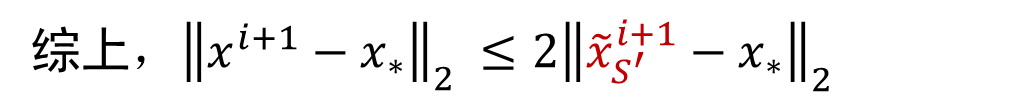 综上，‖x^{i+1} − x_*‖_2 ≤ 2‖x̃_{S′}^{i+1} − x_*‖_2